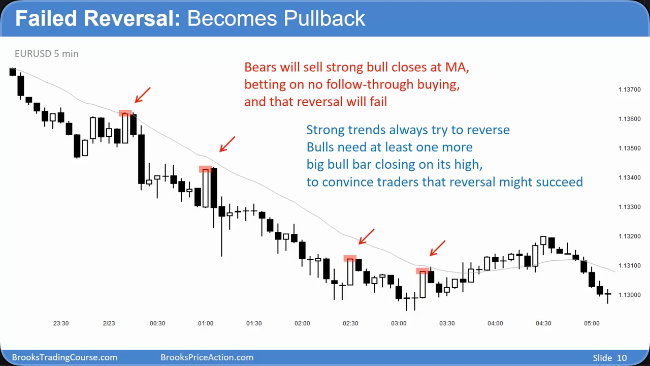 Failed Reversal: Becomes Pullback
EURUSD 5 min
Bears will sell strong bull closes at MA,
betting on no follow-through buying,
and that reversal will fail
Strong trends always try to reverse
Bulls need at least one more
big bull bar closing on its high,
to convince traders that reversal might succeed
1.13700
1.13600
1.13500
1.13400
1.13300
1.13200
1.13100
1.13000
23:30 2/23 00:30 01:00 01:30 02:00 02:30 03:00 03:30 04:00 04:30 05:00
BrooksTradingCourse.com BrooksPriceAction.com Slide 10